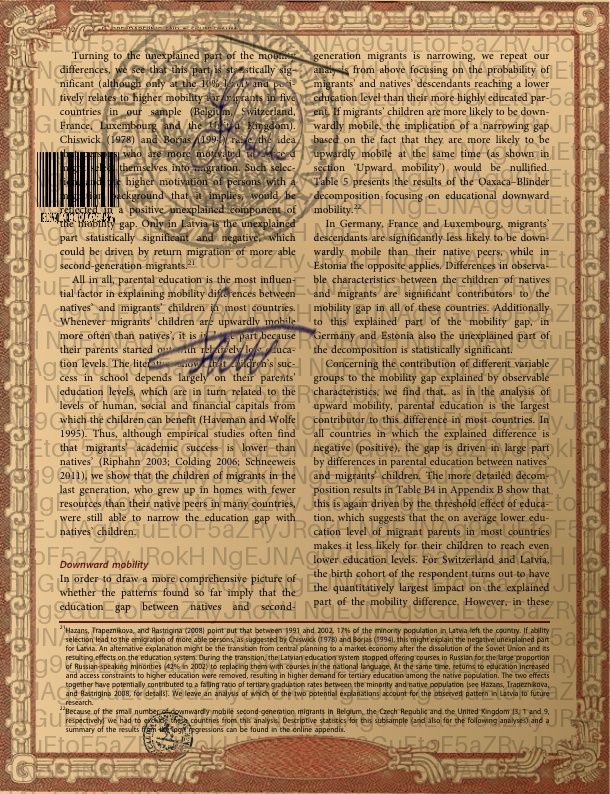 Turning to the unexplained part of the mobility
differences, we see that this part is statistically sig-
nificant (although only at the 10% level) and posi-
tively relates to higher mobility for migrants in five
countries in our sample (Belgium, Switzerland,
France, Luxembourg and the United Kingdom).
Chiswick (1978) and Borjas (1994) the idea
who are more motivated
themselves into migration. Such selec-
and the higher motivation of persons with a
background that it implies, would be
reflected in a positive unexplained component of
the mobility gap. Only in Latvia is the unexplained
part statistically significant and negative, which
could be driven by return migration of more able
second-generation migrants.21
All in all, parental education is the most influen-
tial factor in explaining mobility differences between
natives' and migrants' children in most countries.
Whenever migrants' children are upwardly mobile
more often than natives', it is in part because
their parents started out with relatively low educa-
tion levels. The literature shows that children's suc-
cess in school depends largely on their parents'
education levels, which are in turn related to the
levels of human, social and financial capitals from
which the children can benefit (Haveman and Wolfe
1995). Thus, although empirical studies often find
that migrants' academic success is lower than
natives' (Riphahn 2003; Colding 2006; Schneeweis
2011), we show that the children of migrants in the
last generation, who grew up in homes with fewer
resources than their native peers in many countries,
were still able to narrow the education gap with
natives' children.
Downward mobility
In order to draw a more comprehensive picture of
whether the patterns found so far imply that the
education gap between natives and second-
generation migrants is narrowing, we repeat our
analysis from above focusing on the probability of
migrants' and natives' descendants reaching a lower
education level than their more highly educated par-
ent. If migrants' children are more likely to be down-
wardly mobile, the implication of a narrowing gap
based on the fact that they are more likely to be
upwardly mobile at the same time (as shown in
section 'Upward mobility') would be nullified.
Table 5 presents the results of the Oaxaca–Blinder
decomposition focusing on educational downward
mobility.22
In Germany, France and Luxembourg, migrants'
descendants are significantly less likely to be down-
wardly mobile than their native peers, while in
Estonia the opposite applies. Differences in observa-
ble characteristics between the children of natives
and migrants are significant contributors to the
mobility gap in all of these countries. Additionally
to this explained part of the mobility gap, in
Germany and Estonia also the unexplained part of
the decomposition is statistically significant.
Concerning the contribution of different variable
groups to the mobility gap explained by observable
characteristics, we find that, as in the analysis of
upward mobility, parental education is the largest
contributor to this difference in most countries. In
all countries in which the explained difference is
negative (positive), the gap is driven in large part
by differences in parental education between natives'
and migrants' children. The more detailed decom-
position results in Table B4 in Appendix B show that
this is again driven by the threshold effect of educa-
tion, which suggests that the on average lower edu-
cation level of migrant parents in most countries
makes it less likely for their children to reach even
lower education levels. For Switzerland and Latvia,
the birth cohort of the respondent turns out to have
the quantitatively largest impact on the explained
part of the mobility difference. However, in these
21Hazans, Trapeznikova, and Rastrigina (2008) point out that between 1991 and 2002, 17% of the minority population in Latvia left the country. If ability
selection lead to the emigration of more able persons, as suggested by Chiswick (1978) and Borjas (1994), this might explain the negative unexplained part
for Latvia. An alternative explanation might be the transition from central planning to a market economy after the dissolution of the Soviet Union and its
resulting effects on the education system. During the transition, the Latvian education system stopped offering courses in Russian for the large proportion
of Russian-speaking minorities (42% in 2002) to replacing them with courses in the national language. At the same time, returns to education increased
and access constraints to higher education were removed, resulting in higher demand for tertiary education among the native population. The two effects
together have potentially contributed to a falling ratio of tertiary graduation rates between the minority and native population (see Hazans, Trapeznikova,
and Rastrigina 2008, for details). We leave an analysis of which of the two potential explanations account for the observed pattern in Latvia to future
research.
22Because of the small number of downwardly mobile second-generation migrants in Belgium, the Czech Republic and the United Kingdom (3, 1 and 9,
respectively) we had to exclude these countries from this analysis. Descriptive statistics for this subsample (and also for the following analyses) and a
summary of the results from the logit regressions can be found in the online appendix.